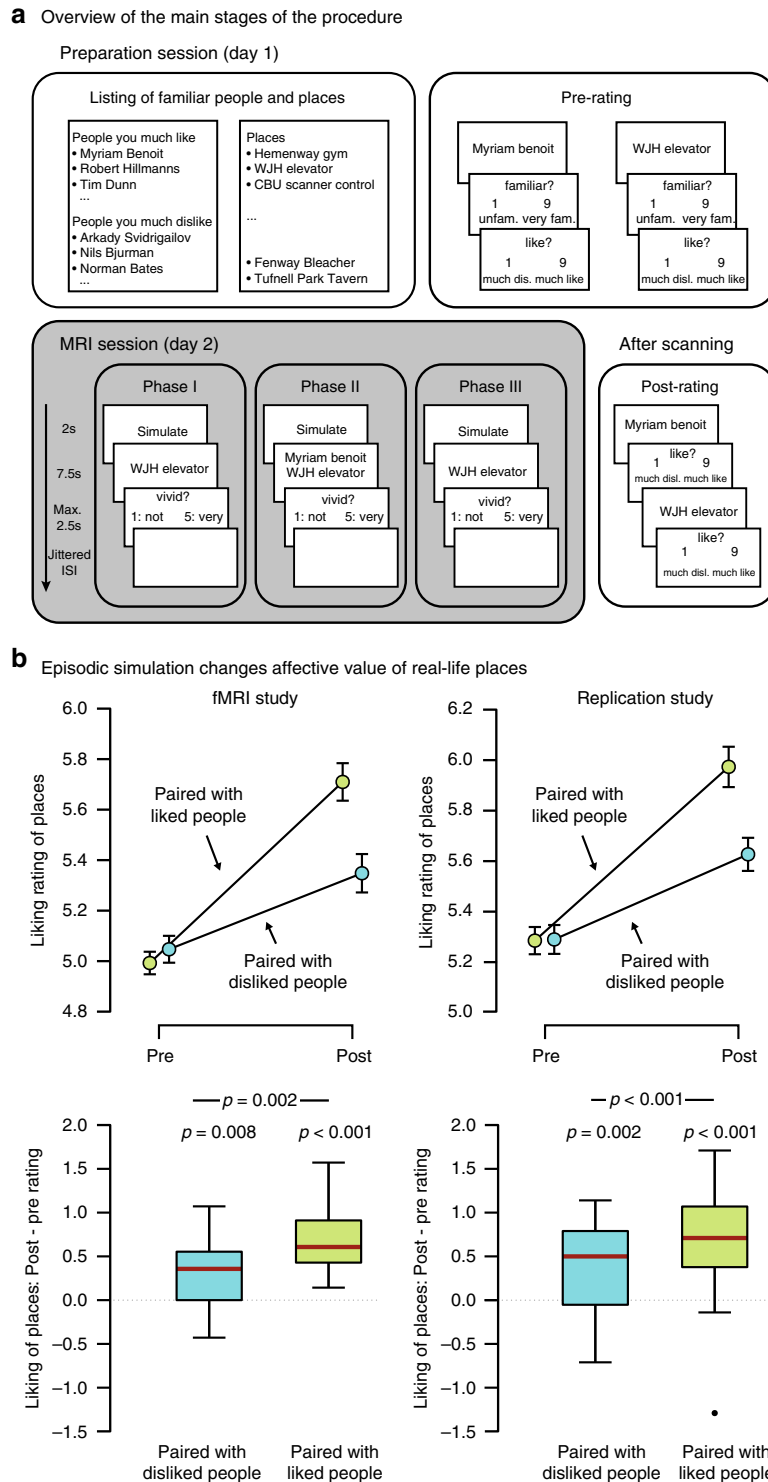 a Overview of the main stages of the procedure
Preparation session (day 1)
Listing of familiar people and places
People you much like
• Myriam Benoit
• Robert Hillmanns
• Tim Dunn
...
People you much dislike
• Arkady Svidrigailov
• Nils Bjurman
• Norman Bates
...
Places
• Hemenway gym
• WJH elevator
• CBU scanner control
...
• Fenway Bleacher
• Tufnell Park Tavern
Pre-rating
Myriam benoit
familiar?
1 9
unfam. very fam.
like?
1 9
much dis. much like
WJH elevator
familiar?
1 9
unfam. very fam.
like?
1 9
much disl. much like
MRI session (day 2)
2s
7.5s
Max.
2.5s
Jittered
ISI
Phase I
Simulate
WJH elevator
vivid?
1: not 5: very
Phase II
Simulate
Myriam benoit
WJH elevator
vivid?
1: not 5: very
Phase III
Simulate
WJH elevator
vivid?
1: not 5: very
After scanning
Post-rating
Myriam benoit
like?
1 9
much disl. much like
WJH elevator
like?
1 9
much disl. much like
b Episodic simulation changes affective value of real-life places
fMRI study
Liking rating of places
6.0
5.8
5.6
5.4
5.2
5.0
4.8
Paired with
liked people
Paired with
disliked people
Pre Post
Replication study
Liking rating of places
6.2
6.0
5.8
5.6
5.4
5.2
5.0
Paired with
liked people
Paired with
disliked people
Pre Post
Liking of places: Post - pre rating
2.0
1.5
1.0
0.5
0.0
−0.5
−1.0
−1.5
p = 0.002
p = 0.008 p < 0.001
Paired with
disliked people
Paired with
liked people
Liking of places: Post - pre rating
2.0
1.5
1.0
0.5
0.0
−0.5
−1.0
−1.5
p < 0.001
p = 0.002 p < 0.001
Paired with
disliked people
Paired with
liked people